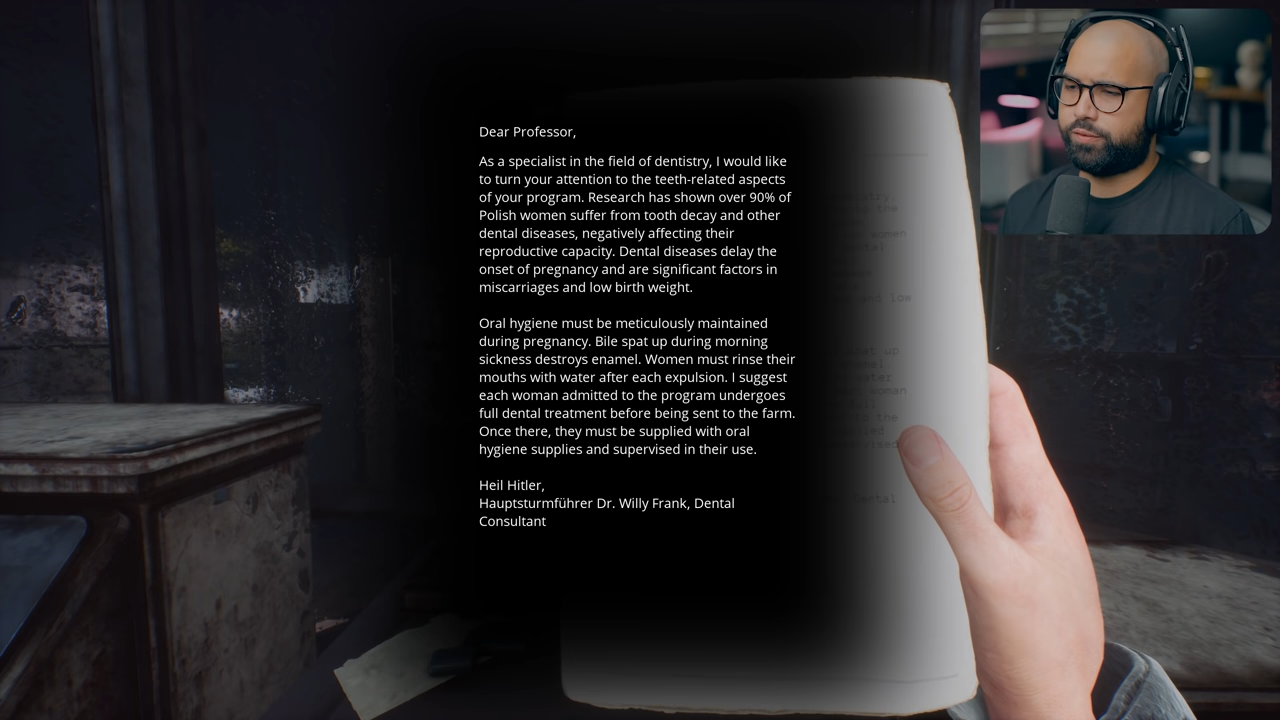 Dear Professor,
As a specialist in the field of dentistry, I would like
to turn your attention to the teeth-related aspects
of your program. Research has shown over 90% of
Polish women suffer from tooth decay and other
dental diseases, negatively affecting their
reproductive capacity. Dental diseases delay the
onset of pregnancy and are significant factors in
miscarriages and low birth weight.
Oral hygiene must be meticulously maintained
during pregnancy. Bile spat up during morning
sickness destroys enamel. Women must rinse their
mouths with water after each expulsion. I suggest
each woman admitted to the program undergoes
full dental treatment before being sent to the farm.
Once there, they must be supplied with oral
hygiene supplies and supervised in their use.
Heil Hitler,
Hauptsturmführer Dr. Willy Frank, Dental
Consultant